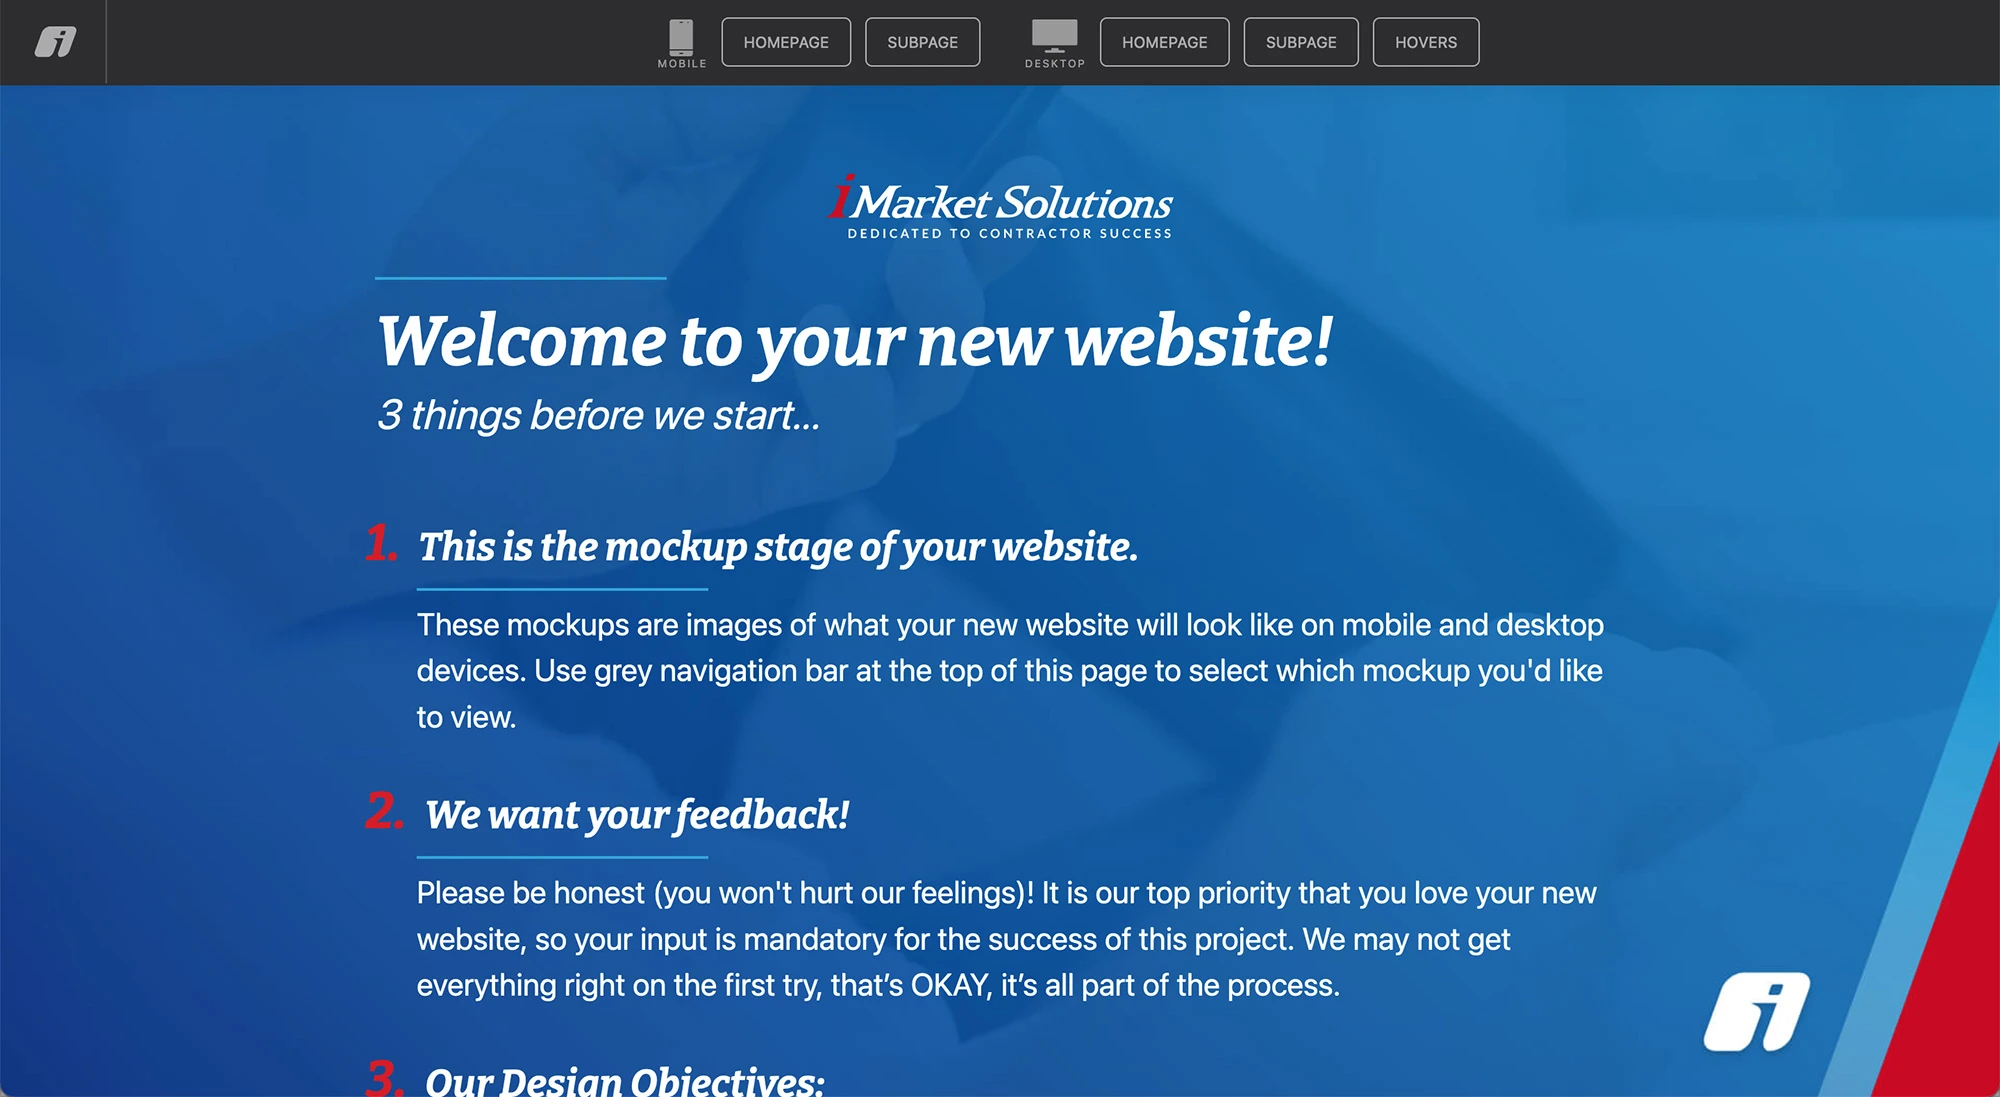 MOBILE
HOMEPAGE
SUBPAGE
DESKTOP
HOMEPAGE
SUBPAGE
HOVERS
iMarket Solutions
DEDICATED TO CONTRACTOR SUCCESS
Welcome to your new website!
3 things before we start...
1. This is the mockup stage of your website.
These mockups are images of what your new website will look like on mobile and desktop
devices. Use grey navigation bar at the top of this page to select which mockup you'd like
to view.
2. We want your feedback!
Please be honest (you won't hurt our feelings)! It is our top priority that you love your new
website, so your input is mandatory for the success of this project. We may not get
everything right on the first try, that’s OKAY, it’s all part of the process.
3. Our Design Objectives: